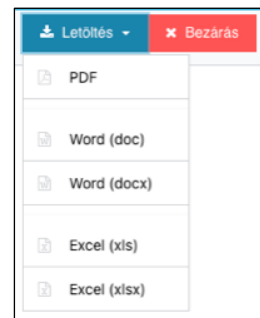 Letöltés
Bezárás
PDF
Word (doc)
Word (docx)
Excel (xls)
Excel (xlsx)